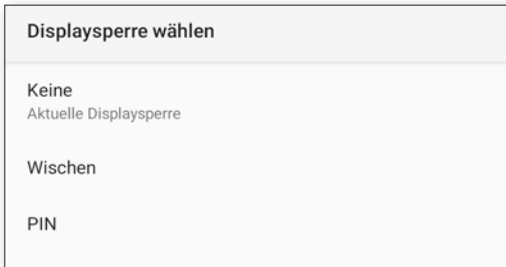 Displaysperre wählen
Keine
Aktuelle Displaysperre
Wischen
PIN